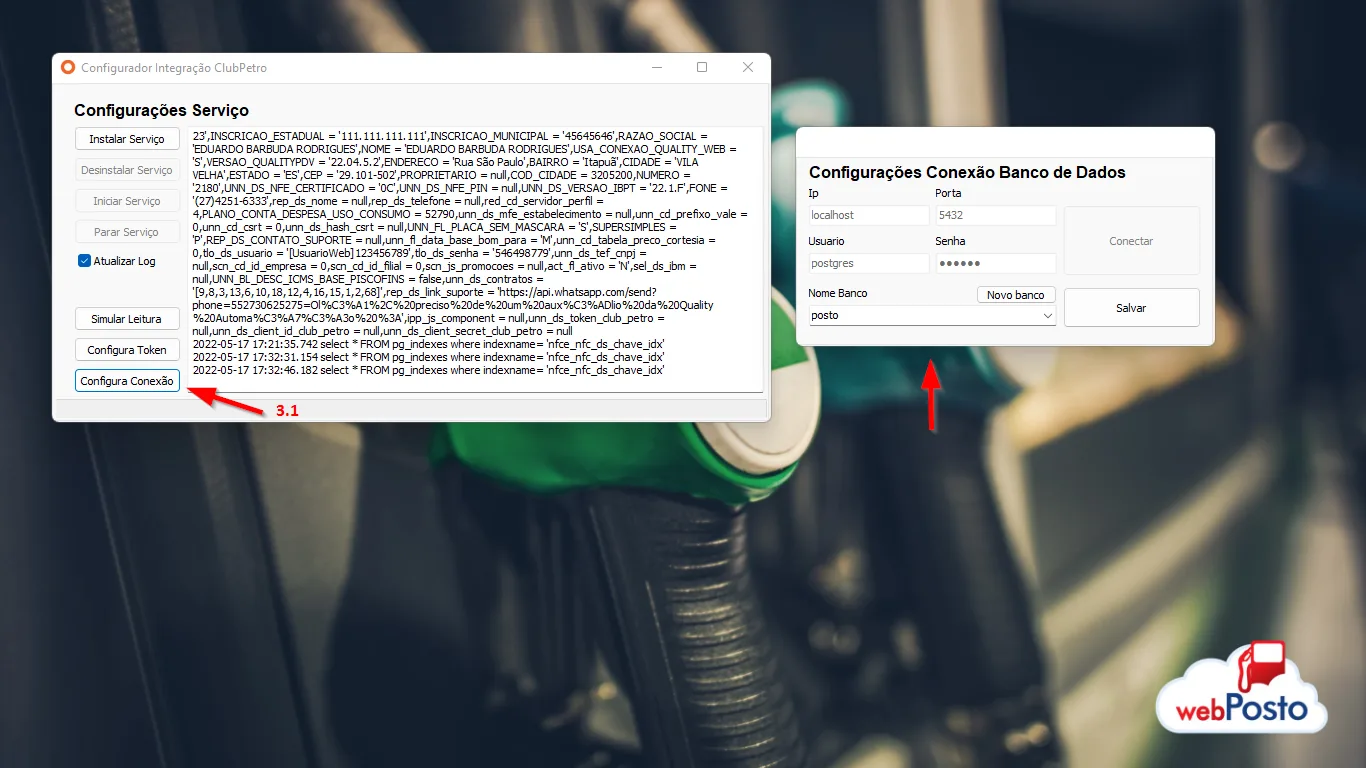 Configurador Integração ClubPetro
Configurações Serviço
Instalar Serviço
Desinstalar Serviço
Iniciar Serviço
Parar Serviço
Atualizar Log
Simular Leitura
Configura Token
Configura Conexão
23',INSCRICAO_ESTADUAL = '111.111.111.111',INSCRICAO_MUNICIPAL = '45645646',RAZAO_SOCIAL =
'EDUARDO BARBUDA RODRIGUES',NOME = 'EDUARDO BARBUDA RODRIGUES',USA_CONEXAO_QUALITY_WEB =
'S',VERSAO_QUALITYPDV = '22.04.5.2',ENDERECO = 'Rua São Paulo',BAIRRO = 'Itapuã',CIDADE = 'VILA
VELHA',ESTADO = 'ES',CEP = '29.101-502',PROPRIETARIO = null,COD_CIDADE = 3205200,NUMERO =
'2180',UNN_DS_NFE_CERTIFICADO = '0C',UNN_DS_NFE_PIN = null,UNN_DS_VERSAO_IBPT = '22.1.F',FONE =
'(27)4251-6333',rep_ds_nome = null,rep_ds_telefone = null,red_cd_servidor_perfil =
4,PLANO_CONTA_DESPESA_USO_CONSUMO = 52790,unn_ds_mfe_estabelecimento = null,unn_cd_prefixo_vale =
0,unn_cd_csrt = 0,unn_ds_hash_csrt = null,UNN_FL_PLACA_SEM_MASCARA = 'S',SUPERSIMPLES =
'P',REP_DS_CONTATO_SUPORTE = null,unn_fl_data_base_bom_para = 'M',unn_cd_tabela_preco_cortesia =
0,tlo_ds_usuario = '[UsuarioWeb]123456789',tlo_ds_senha = '546498779',unn_ds_tef_cnpj =
null,scn_cd_id_empresa = 0,scn_cd_id_filial = 0,scn_js_promocoes = null,act_fl_ativo = 'N',sel_ds_ibm =
null,UNN_BL_DESC_ICMS_BASE_PISCOFINS = false,unn_ds_contratos =
'[9,8,3,13,6,10,18,12,4,16,15,1,2,68]',rep_ds_link_suporte = 'https://api.whatsapp.com/send?
phone=552730625275=Ol%C3%A1%2C%20preciso%20de%20um%20aux%C3%ADlio%20da%20Quality
%20Automa%C3%A7%C3%A3o%20%3A',ipp_js_component = null,unn_ds_token_club_petro =
null,unn_ds_client_id_club_petro = null,unn_ds_client_secret_club_petro = null
2022-05-17 17:21:35.742 select * FROM pg_indexes where indexname= 'nfce_nfc_ds_chave_idx'
2022-05-17 17:32:31.154 select * FROM pg_indexes where indexname= 'nfce_nfc_ds_chave_idx'
2022-05-17 17:32:46.182 select * FROM pg_indexes where indexname= 'nfce_nfc_ds_chave_idx'
3.1
Configurações Conexão Banco de Dados
Ip Porta
localhost 5432
Usuario Senha
postgres ●●●●●●
Conectar
Nome Banco Novo banco
posto
Salvar
webPosto